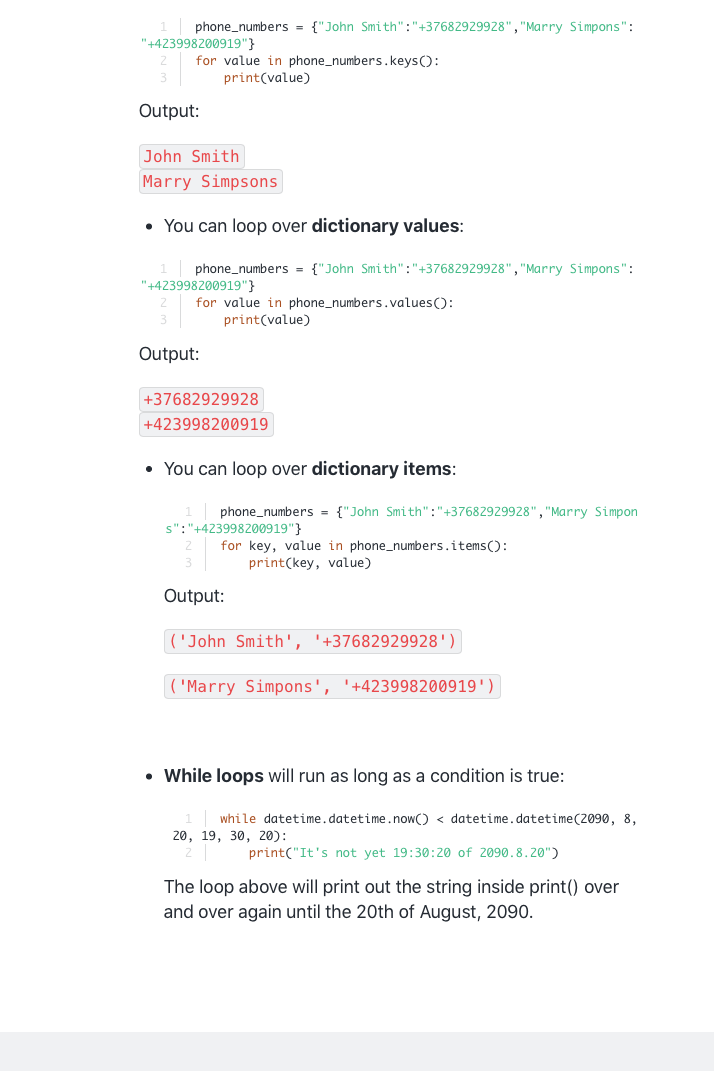 1 phone_numbers = {"John Smith":"+37682929928","Marry Simpons":
"+423998200919"}
2 for value in phone_numbers.keys():
3     print(value)
Output:
John Smith
Marry Simpsons
• You can loop over dictionary values:
1 phone_numbers = {"John Smith":"+37682929928","Marry Simpons":
"+423998200919"}
2 for value in phone_numbers.values():
3     print(value)
Output:
+37682929928
+423998200919
• You can loop over dictionary items:
1 phone_numbers = {"John Smith":"+37682929928","Marry Simpon
s":"+423998200919"}
2 for key, value in phone_numbers.items():
3     print(key, value)
Output:
('John Smith', '+37682929928')
('Marry Simpons', '+423998200919')
• While loops will run as long as a condition is true:
1 while datetime.datetime.now() < datetime.datetime(2090, 8,
20, 19, 30, 20):
2     print("It's not yet 19:30:20 of 2090.8.20")
The loop above will print out the string inside print() over
and over again until the 20th of August, 2090.